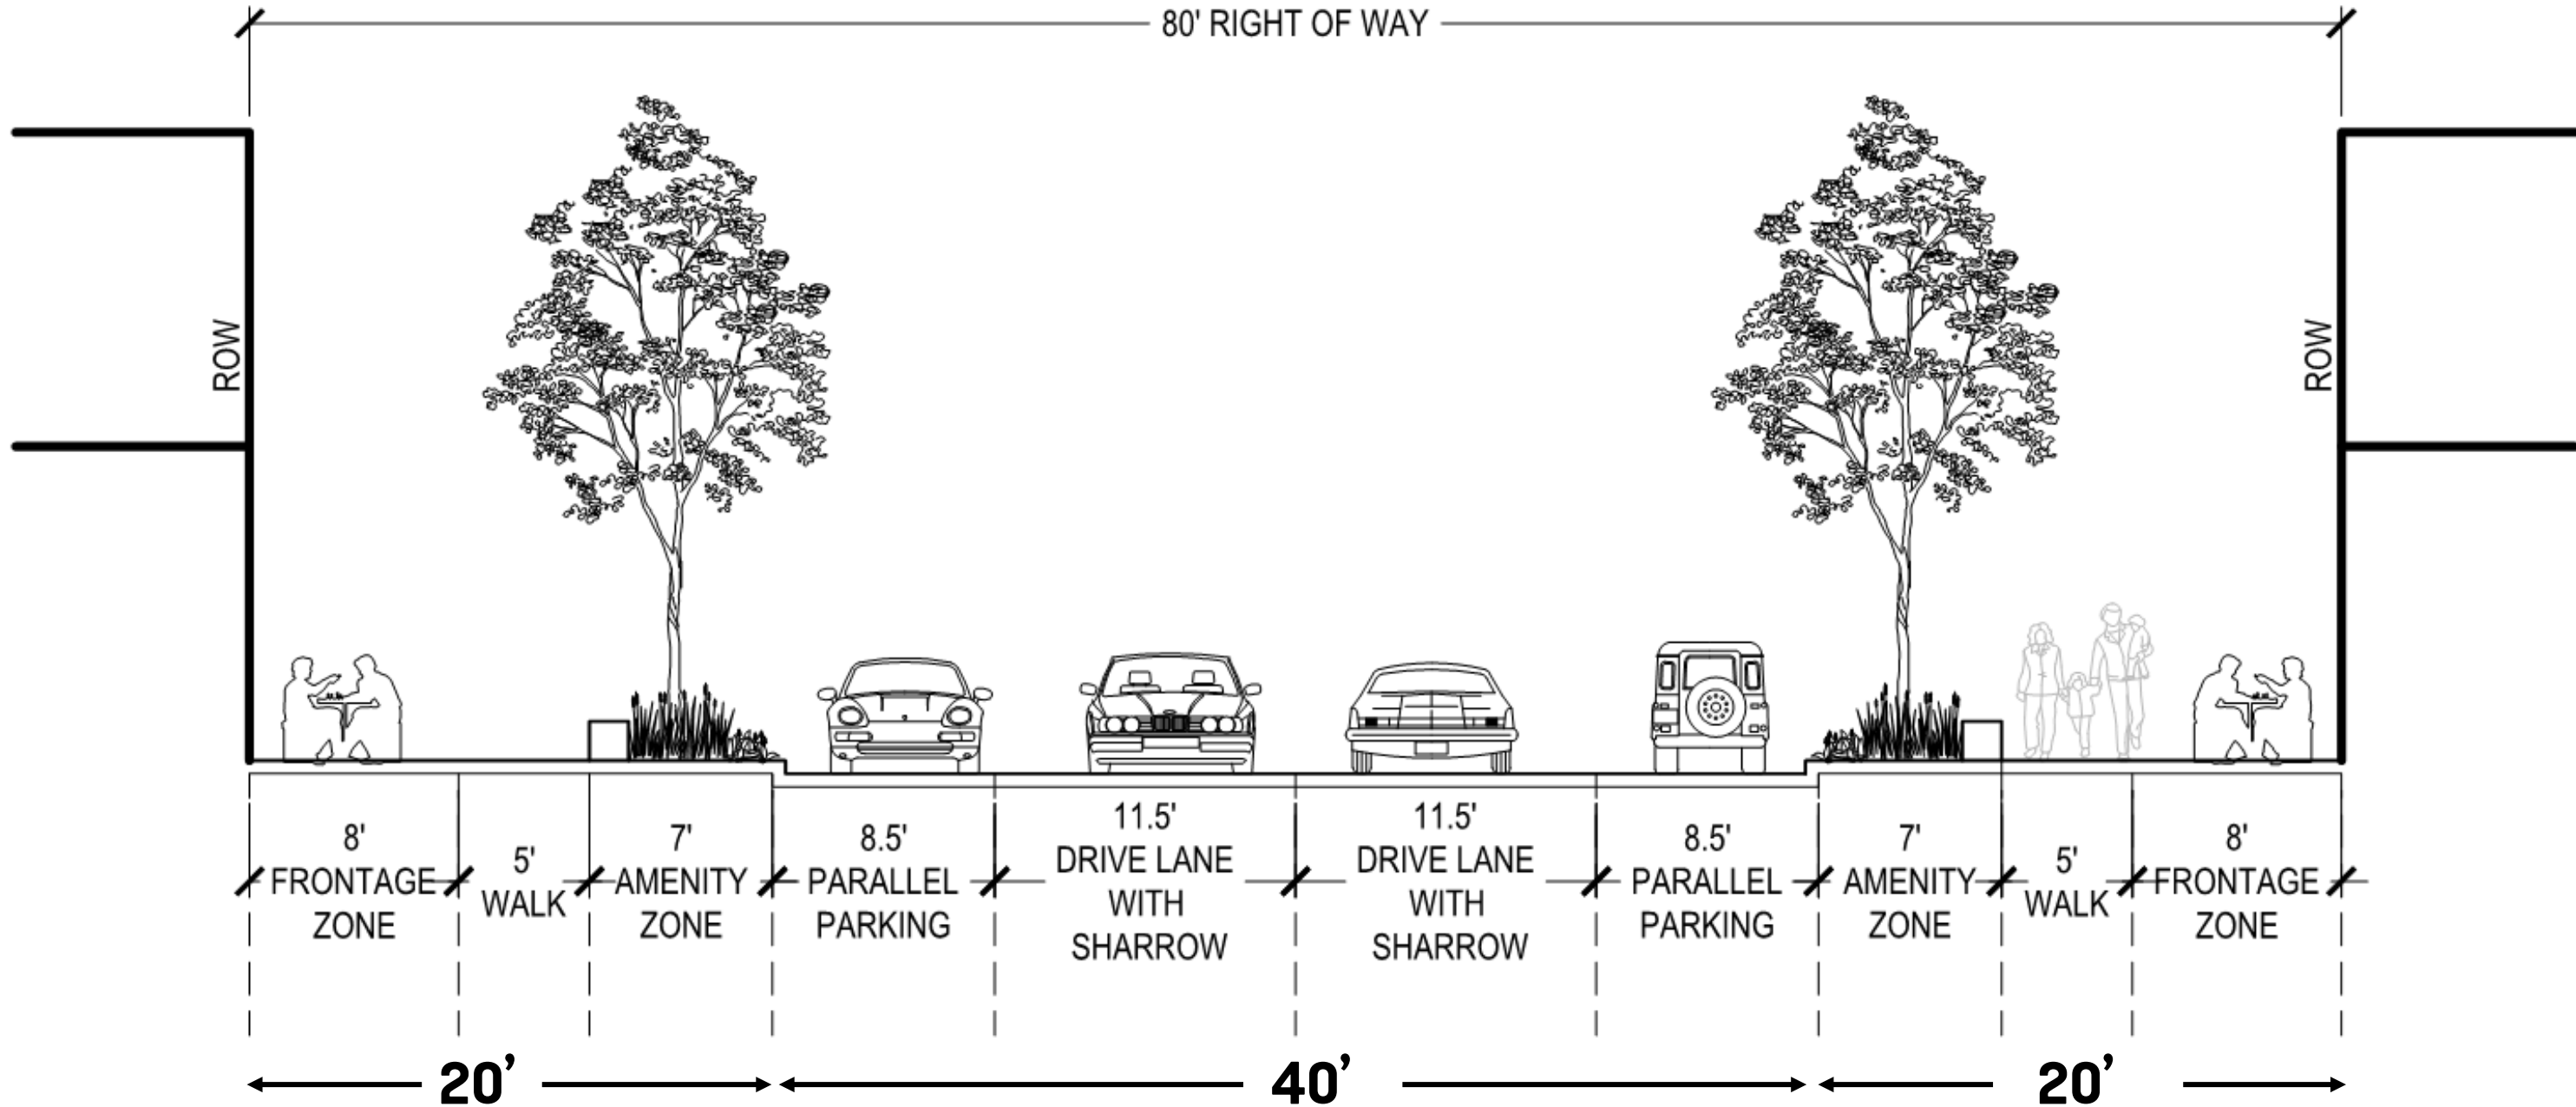 80' RIGHT OF WAY
ROW
ROW
8'
FRONTAGE
ZONE
5'
WALK
7'
AMENITY
ZONE
8.5'
PARALLEL
PARKING
11.5'
DRIVE LANE
WITH
SHARROW
11.5'
DRIVE LANE
WITH
SHARROW
8.5'
PARALLEL
PARKING
7'
AMENITY
ZONE
5'
WALK
8'
FRONTAGE
ZONE
20’
40’
20’